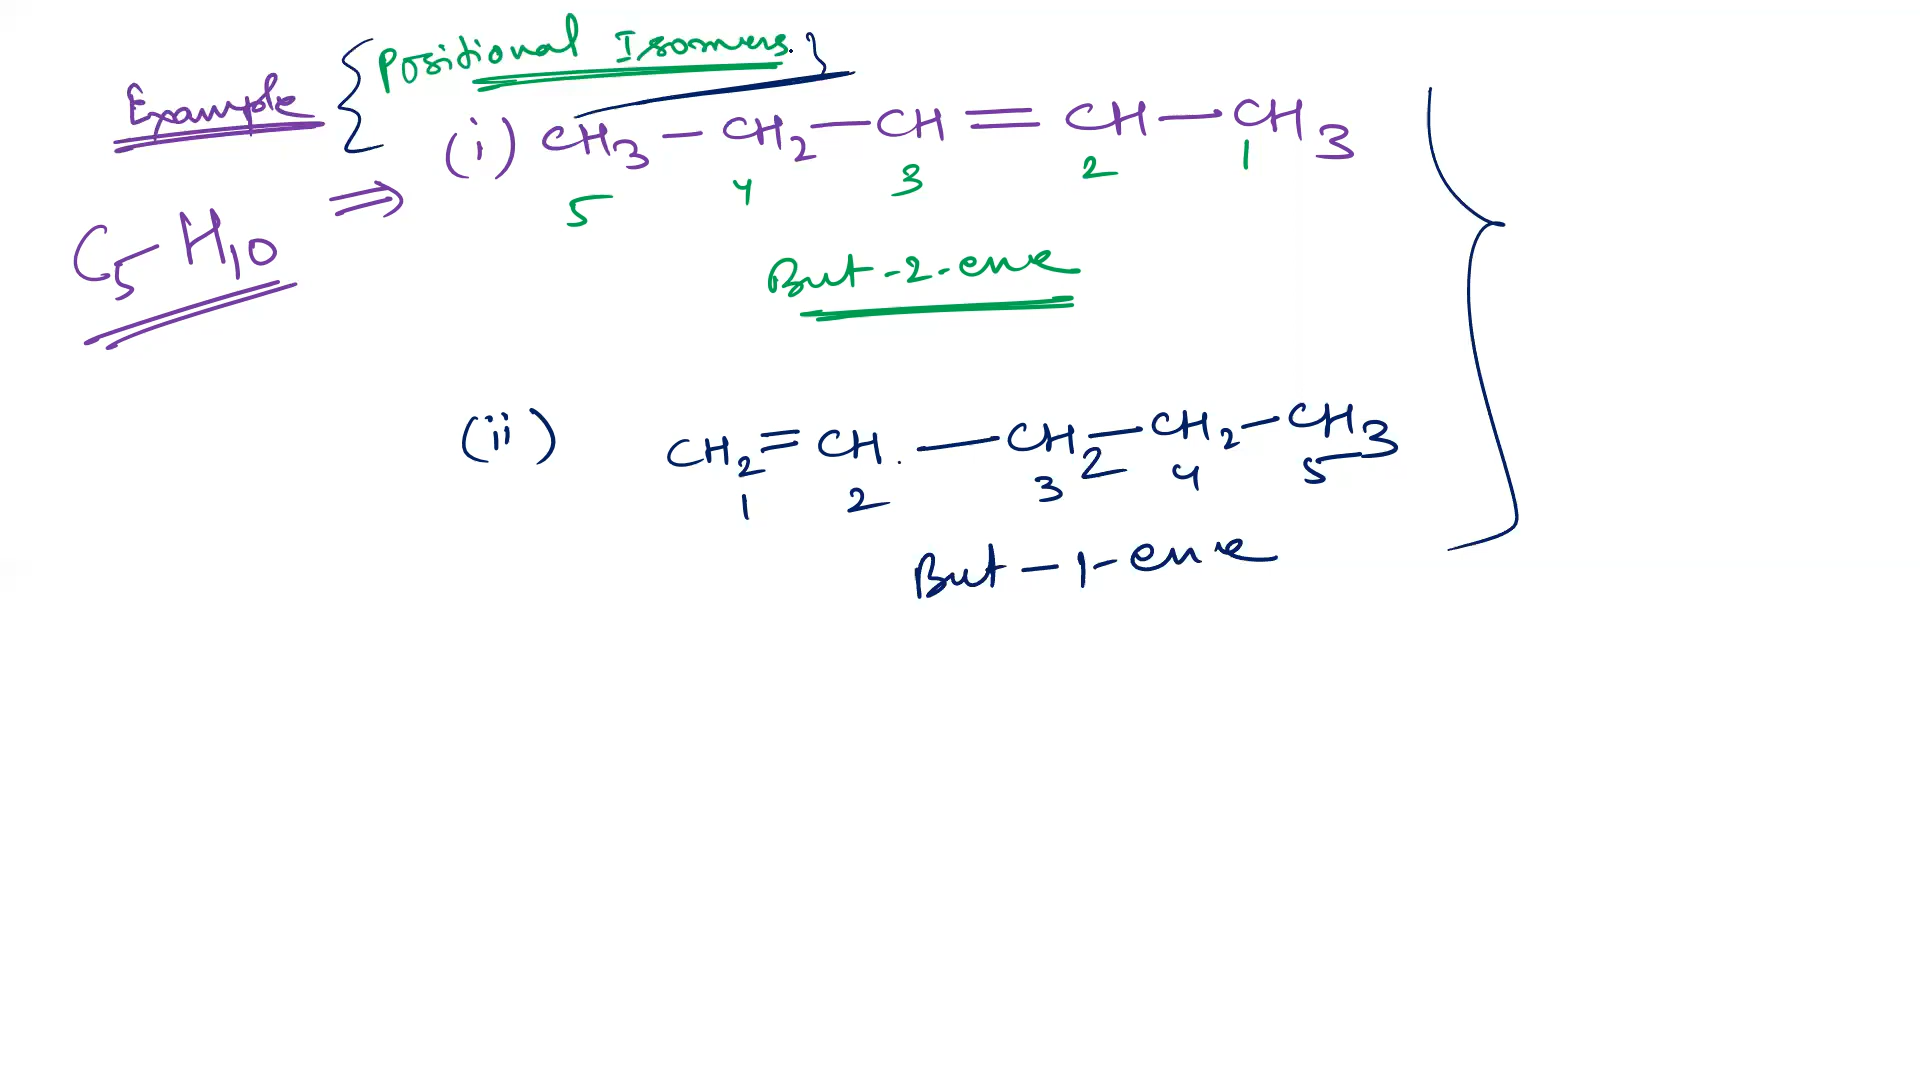 Positional Isomers.
Example
(i) CH3 - CH2 - CH = CH - CH3
5 4 3 2 1
C5H10 ⇒
But-2-ene
(ii) CH2 = CH. — CH2 - CH2 - CH3
1 2 3 4 5
But-1-ene